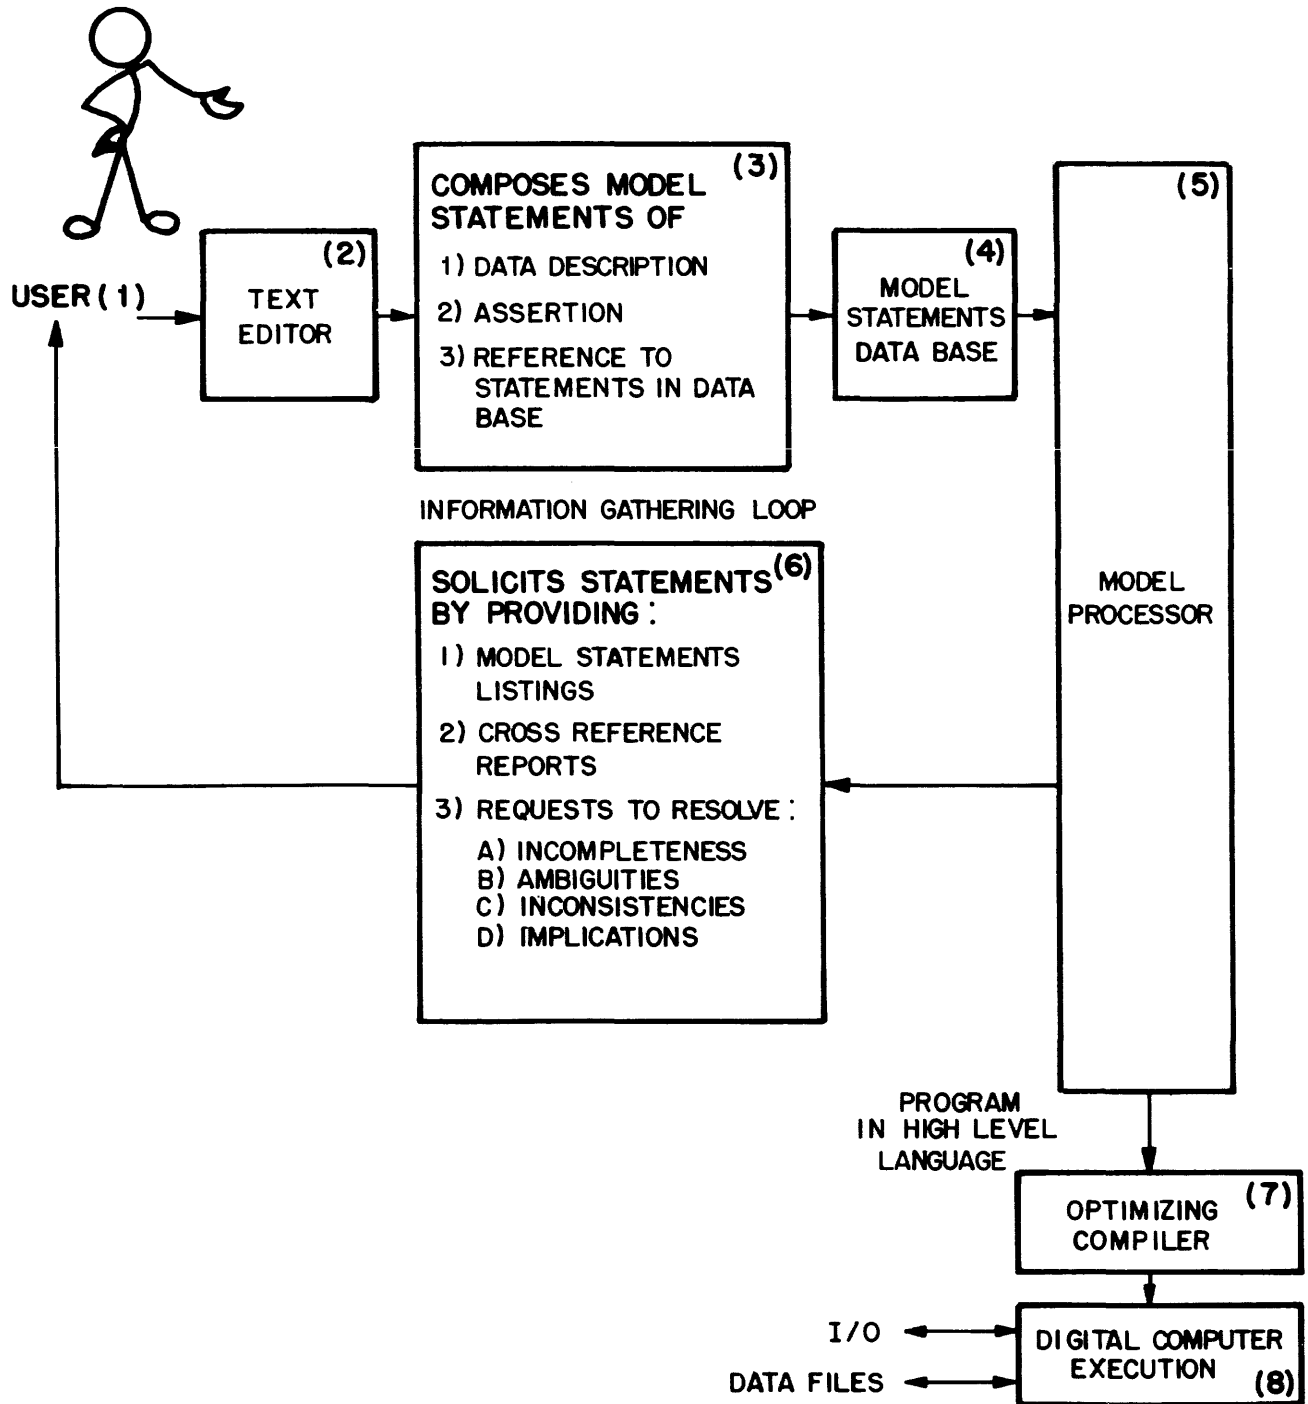 USER (1)
(2)
TEXT
EDITOR
(3)
COMPOSES MODEL
STATEMENTS OF
1) DATA DESCRIPTION
2) ASSERTION
3) REFERENCE TO
STATEMENTS IN DATA
BASE
(4)
MODEL
STATEMENTS
DATA BASE
(5)
MODEL
PROCESSOR
INFORMATION GATHERING LOOP
(6)
SOLICITS STATEMENTS
BY PROVIDING:
1) MODEL STATEMENTS
LISTINGS
2) CROSS REFERENCE
REPORTS
3) REQUESTS TO RESOLVE:
A) INCOMPLETENESS
B) AMBIGUITIES
C) INCONSISTENCIES
D) IMPLICATIONS
PROGRAM
IN HIGH LEVEL
LANGUAGE
(7)
OPTIMIZING
COMPILER
I/O
DATA FILES
DIGITAL COMPUTER
EXECUTION
(8)